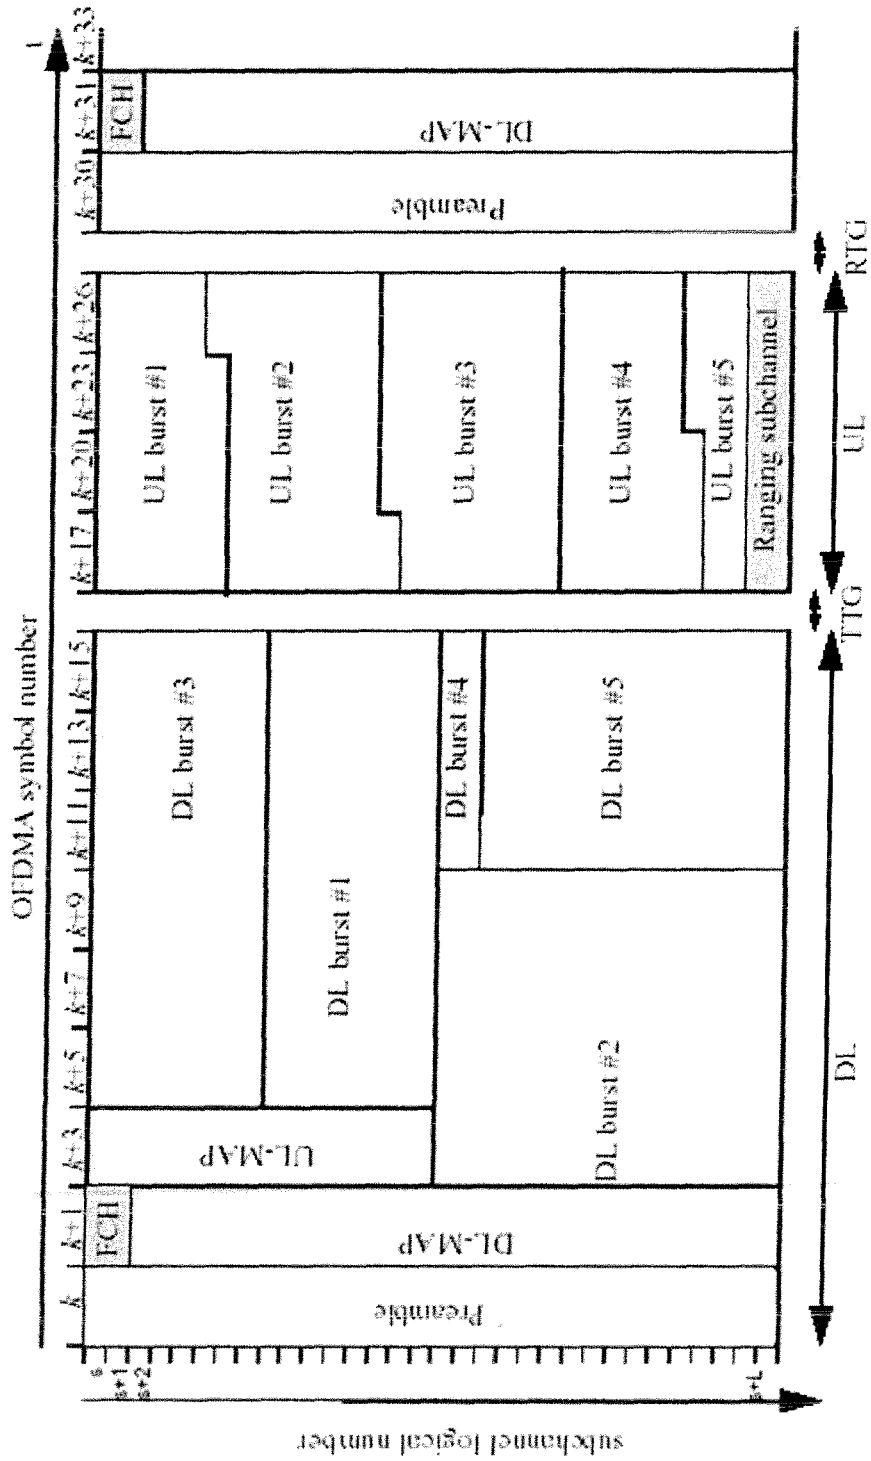 OFDMA symbol number
t
k k+1 k+3 k+5 k+7 k+9 k+11 k+13 k+15 k+17 k+20 k+23 k+26 k+30 k+31 k+33
subchannel logical number
s
s+1
s+2
s+L
Preamble
FCH
DL-MAP
UL-MAP
DL burst #3
DL burst #1
DL burst #2
DL burst #4
DL burst #5
UL burst #1
UL burst #2
UL burst #3
UL burst #4
UL burst #5
Ranging subchannel
Preamble
FCH
DL-MAP
DL
TTG
UL
RTG